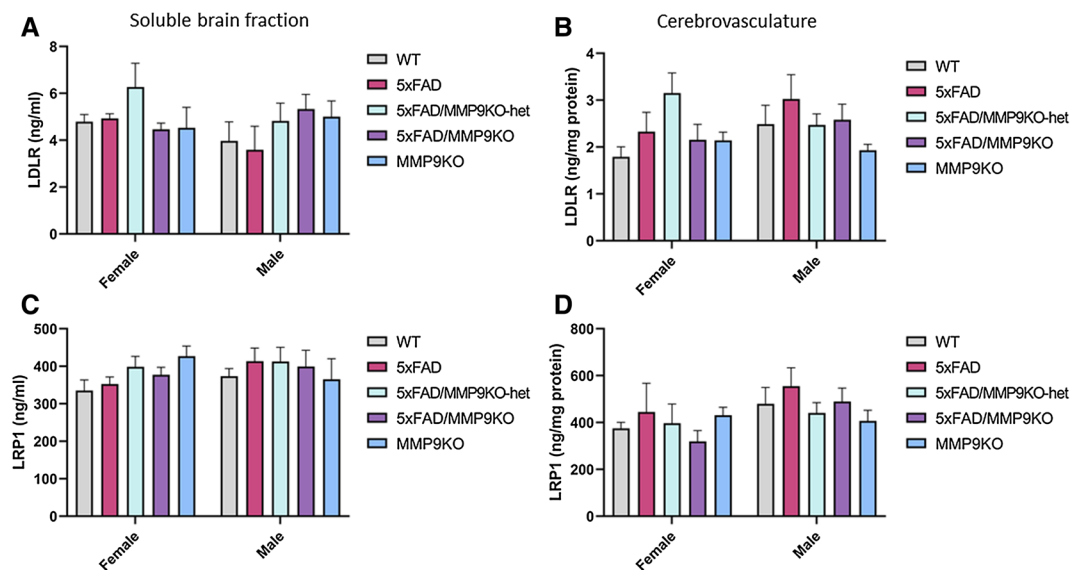 A
Soluble brain fraction
LDLR (ng/ml)
8
6
4
2
0
Female
Male
WT
5xFAD
5xFAD/MMP9KO-het
5xFAD/MMP9KO
MMP9KO
B
Cerebrovasculature
LDLR (ng/mg protein)
4
3
2
1
0
Female
Male
WT
5xFAD
5xFAD/MMP9KO-het
5xFAD/MMP9KO
MMP9KO
C
LRP1 (ng/ml)
500
400
300
200
100
0
Female
Male
WT
5xFAD
5xFAD/MMP9KO-het
5xFAD/MMP9KO
MMP9KO
D
LRP1 (ng/mg protein)
800
600
400
200
0
Female
Male
WT
5xFAD
5xFAD/MMP9KO-het
5xFAD/MMP9KO
MMP9KO